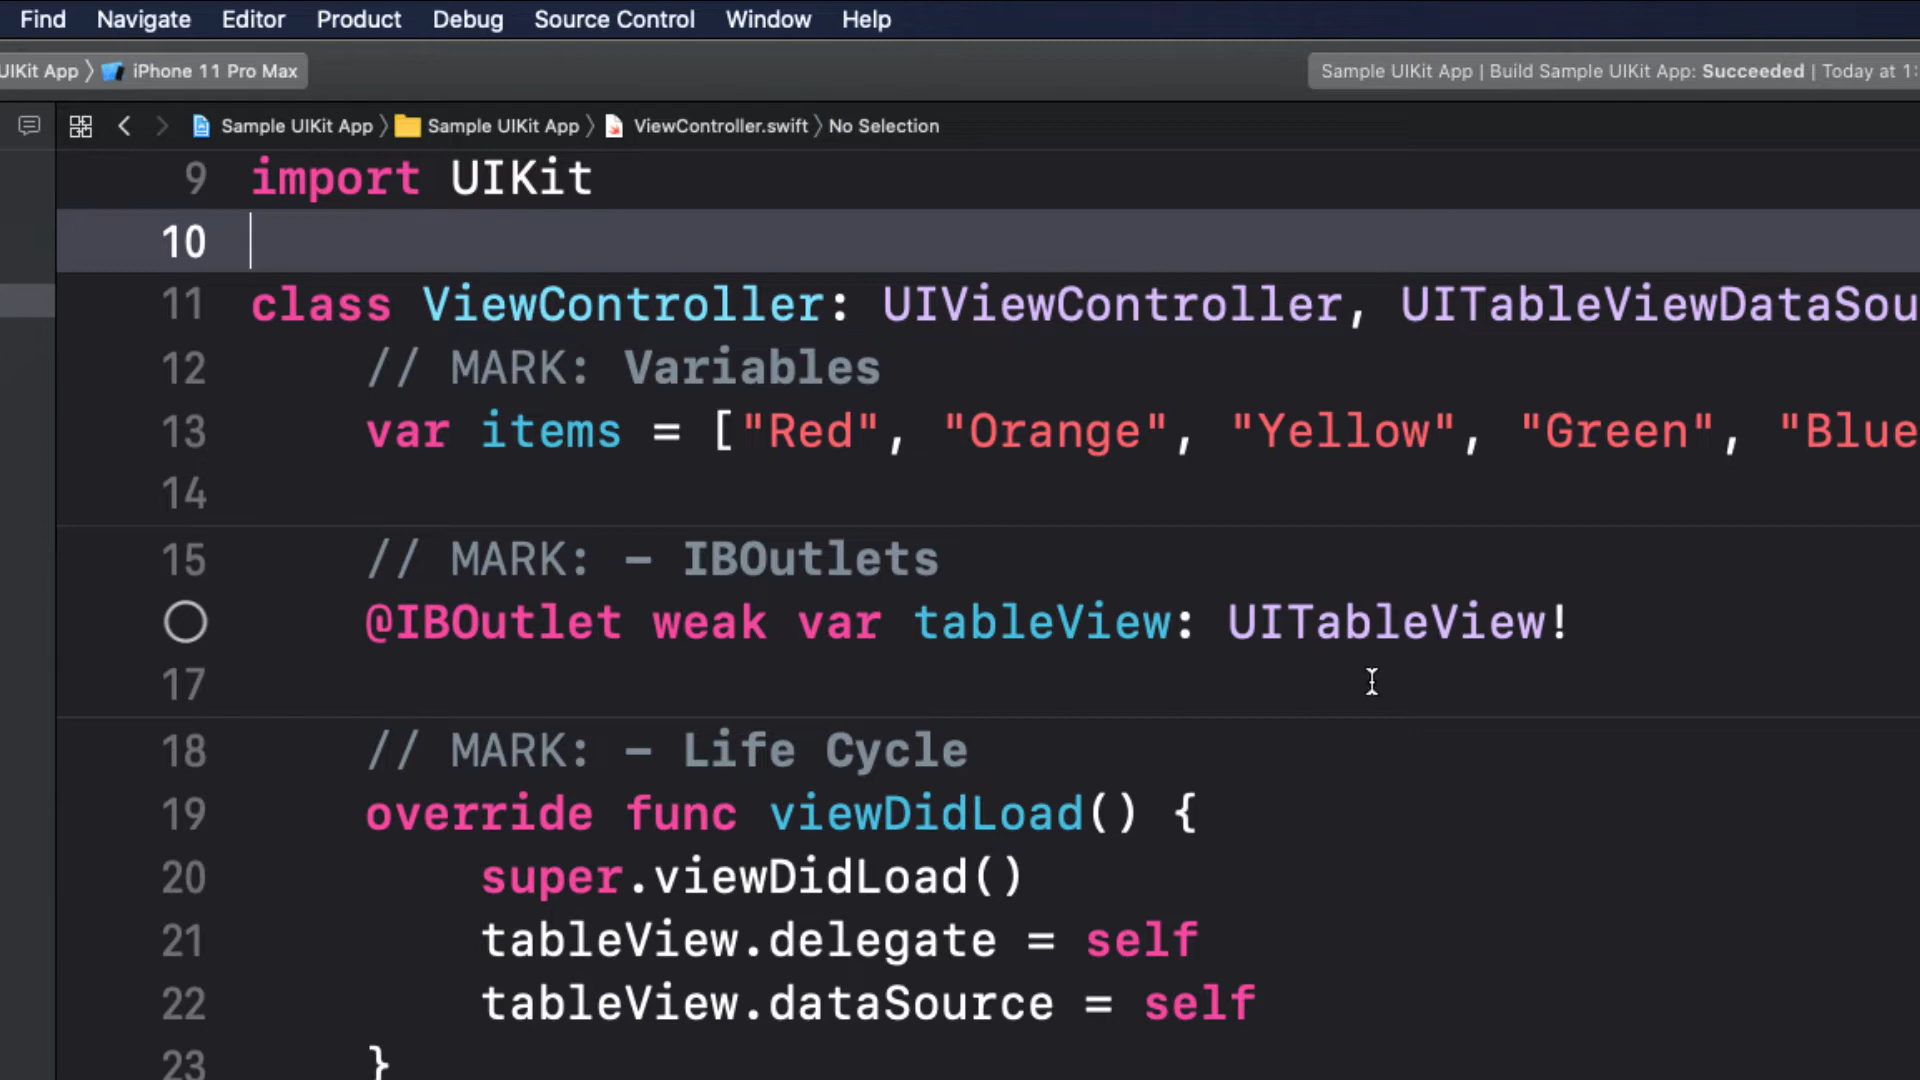 Find Navigate Editor Product Debug Source Control Window Help
UIKit App 〉 iPhone 11 Pro Max
Sample UIKit App | Build Sample UIKit App: Succeeded | Today at 1:
Sample UIKit App 〉 Sample UIKit App 〉 ViewController.swift 〉 No Selection
9 import UIKit
10
11 class ViewController: UIViewController, UITableViewDataSou
12 // MARK: Variables
13 var items = ["Red", "Orange", "Yellow", "Green", "Blue
14
15 // MARK: – IBOutlets
@IBOutlet weak var tableView: UITableView!
17
18 // MARK: – Life Cycle
19 override func viewDidLoad() {
20 super.viewDidLoad()
21 tableView.delegate = self
22 tableView.dataSource = self
23 }